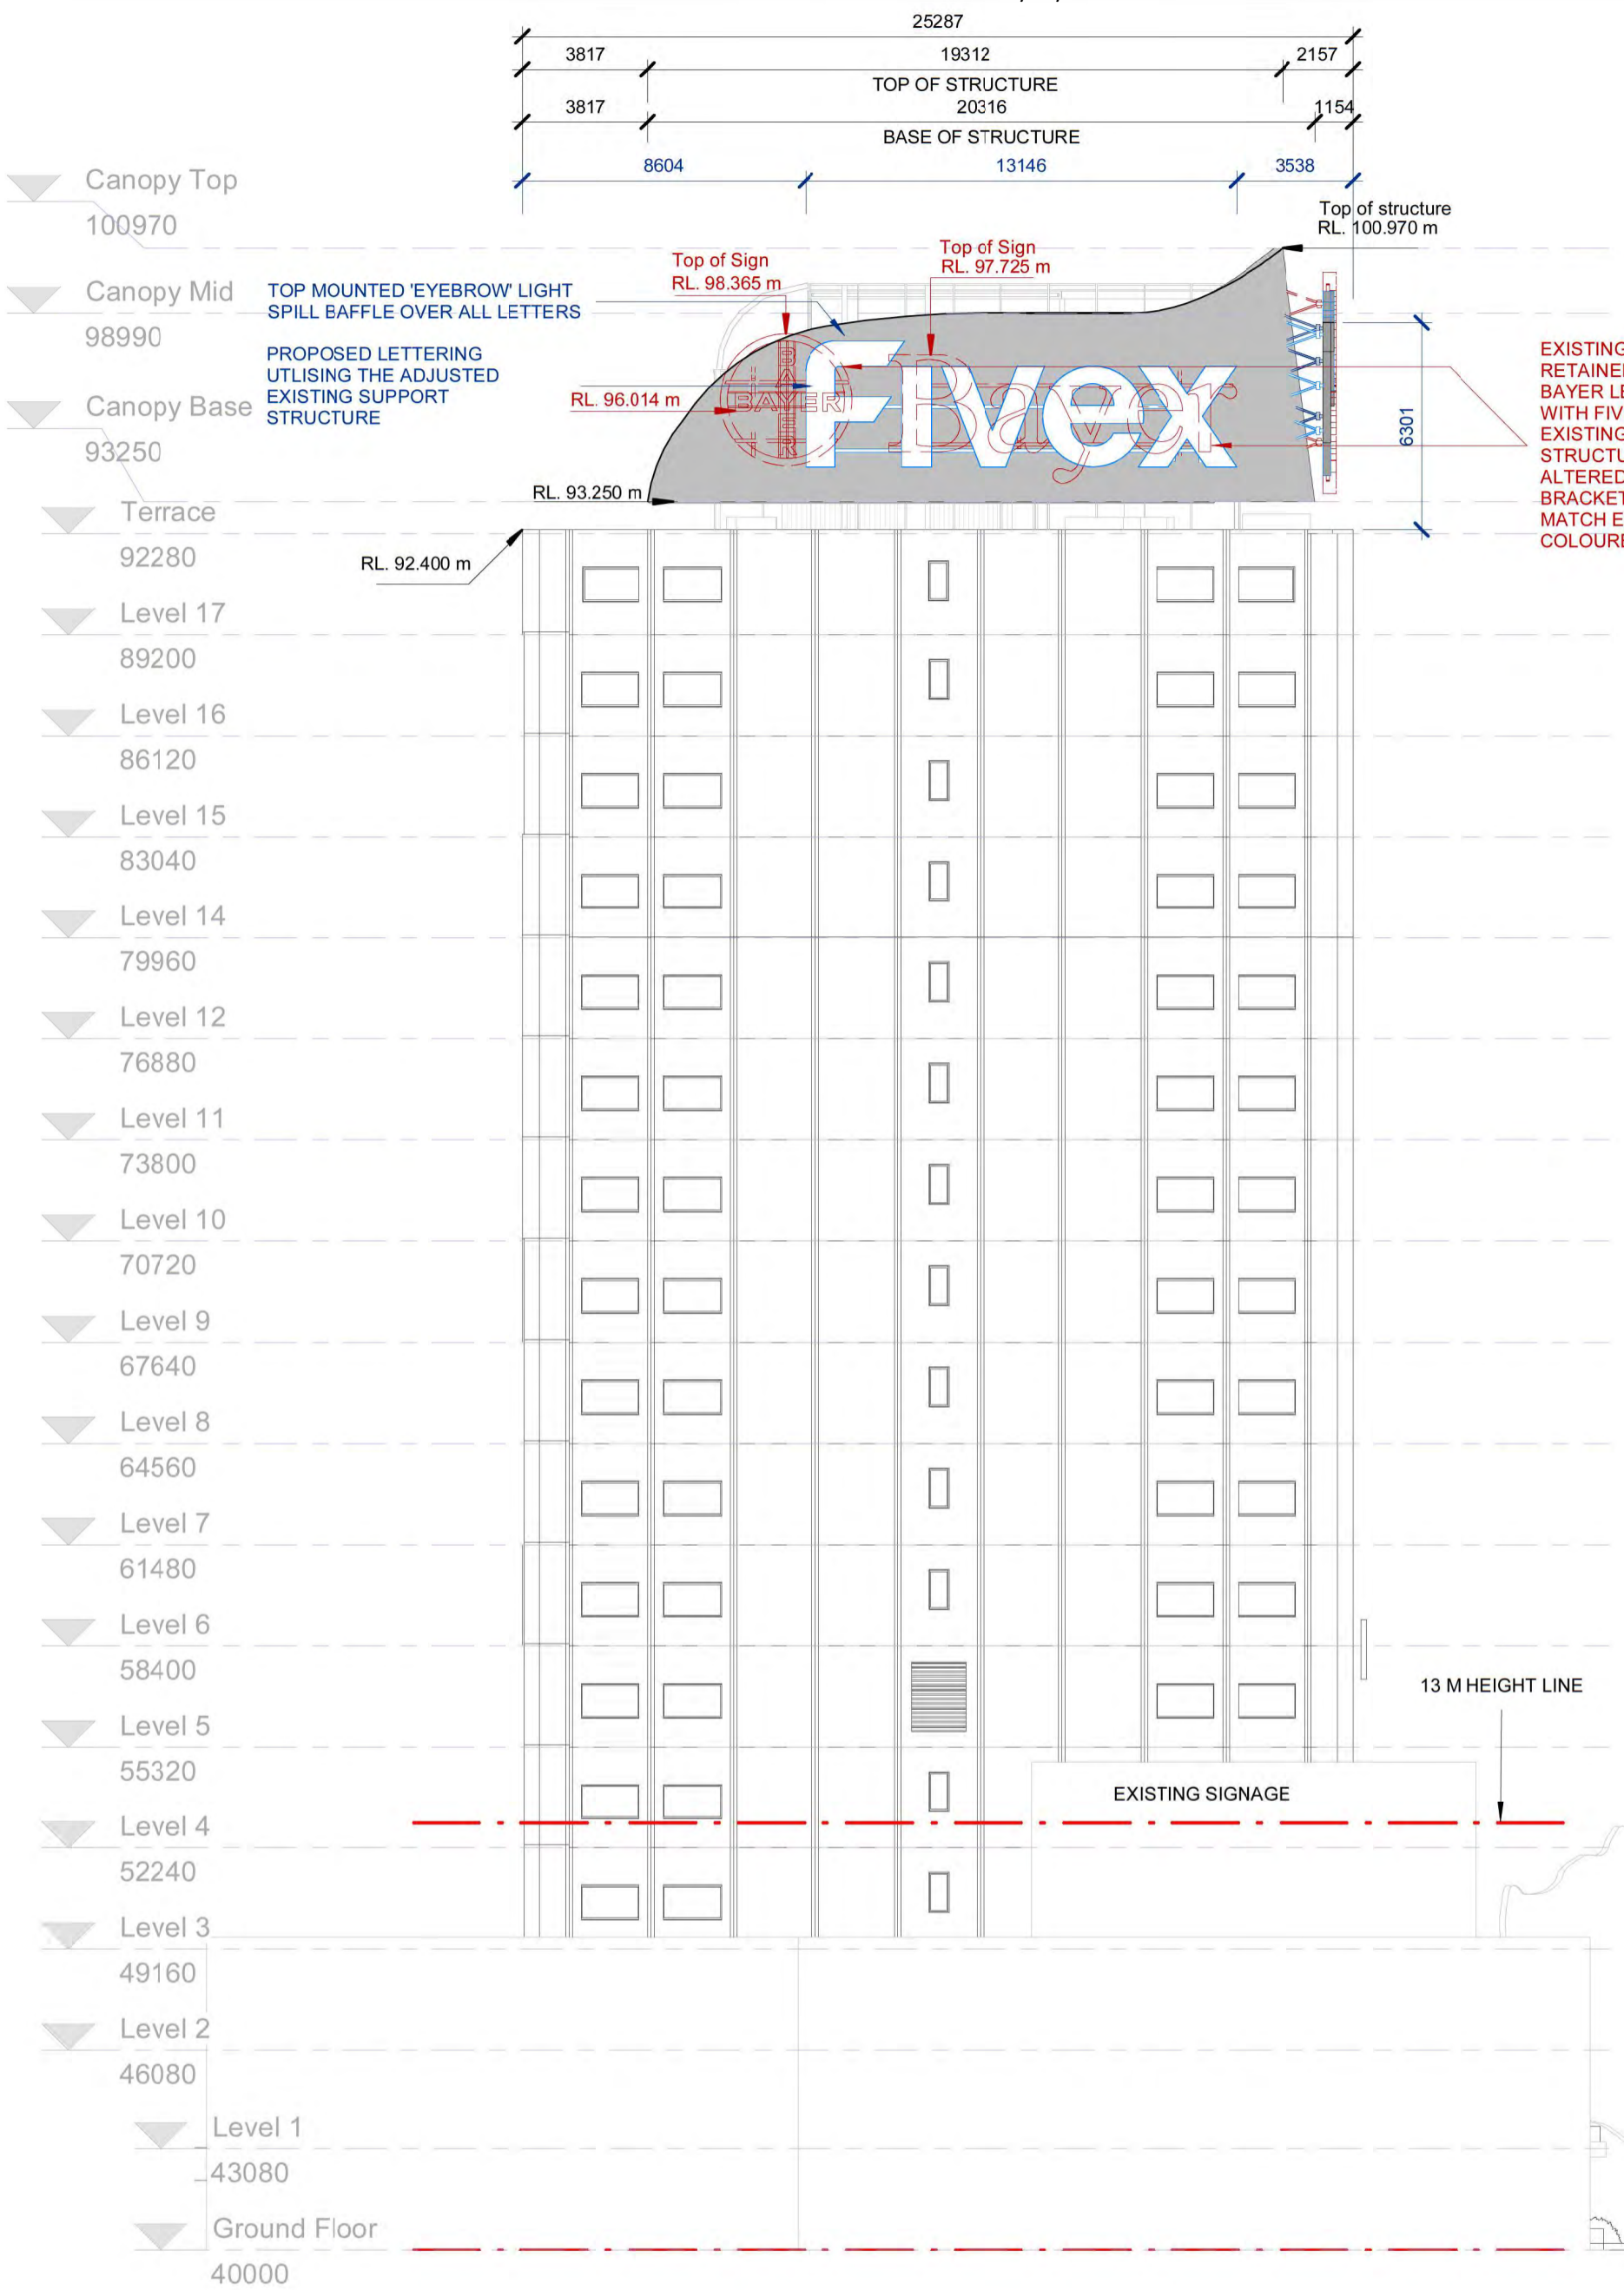 25287
3817 19312 2157
TOP OF STRUCTURE
3817 20316 1154
BASE OF STRUCTURE
8604 13146 3538
Canopy Top
100970
Top of structure
RL. 100.970 m
Top of Sign
RL. 98.365 m
Top of Sign
RL. 97.725 m
Canopy Mid
98990
TOP MOUNTED 'EYEBROW' LIGHT
SPILL BAFFLE OVER ALL LETTERS
PROPOSED LETTERING
UTLISING THE ADJUSTED
EXISTING SUPPORT
STRUCTURE
RL. 96.014 m
BAYER
BAYER
Fivex
Bayer
6301
EXISTING
RETAINE
BAYER LE
WITH FIV
EXISTING
STRUCTU
ALTERED
BRACKET
MATCH E
COLOURE
Canopy Base
93250
RL. 93.250 m
Terrace
92280
RL. 92.400 m
Level 17
89200
Level 16
86120
Level 15
83040
Level 14
79960
Level 12
76880
Level 11
73800
Level 10
70720
Level 9
67640
Level 8
64560
Level 7
61480
Level 6
58400
13 M HEIGHT LINE
Level 5
55320
EXISTING SIGNAGE
Level 4
52240
Level 3
49160
Level 2
46080
Level 1
43080
Ground Floor
40000